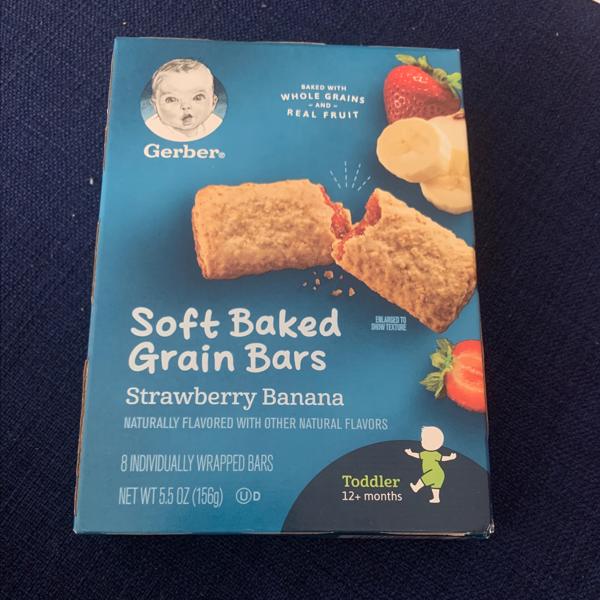 BAKED WITH
WHOLE GRAINS
- AND -
REAL FRUIT
Gerber®
Soft Baked
Grain Bars
ENLARGED TO
SHOW TEXTURE
Strawberry Banana
NATURALLY FLAVORED WITH OTHER NATURAL FLAVORS
8 INDIVIDUALLY WRAPPED BARS
NET WT 5.5 OZ (156g) Ⓤ D
Toddler
12+ months